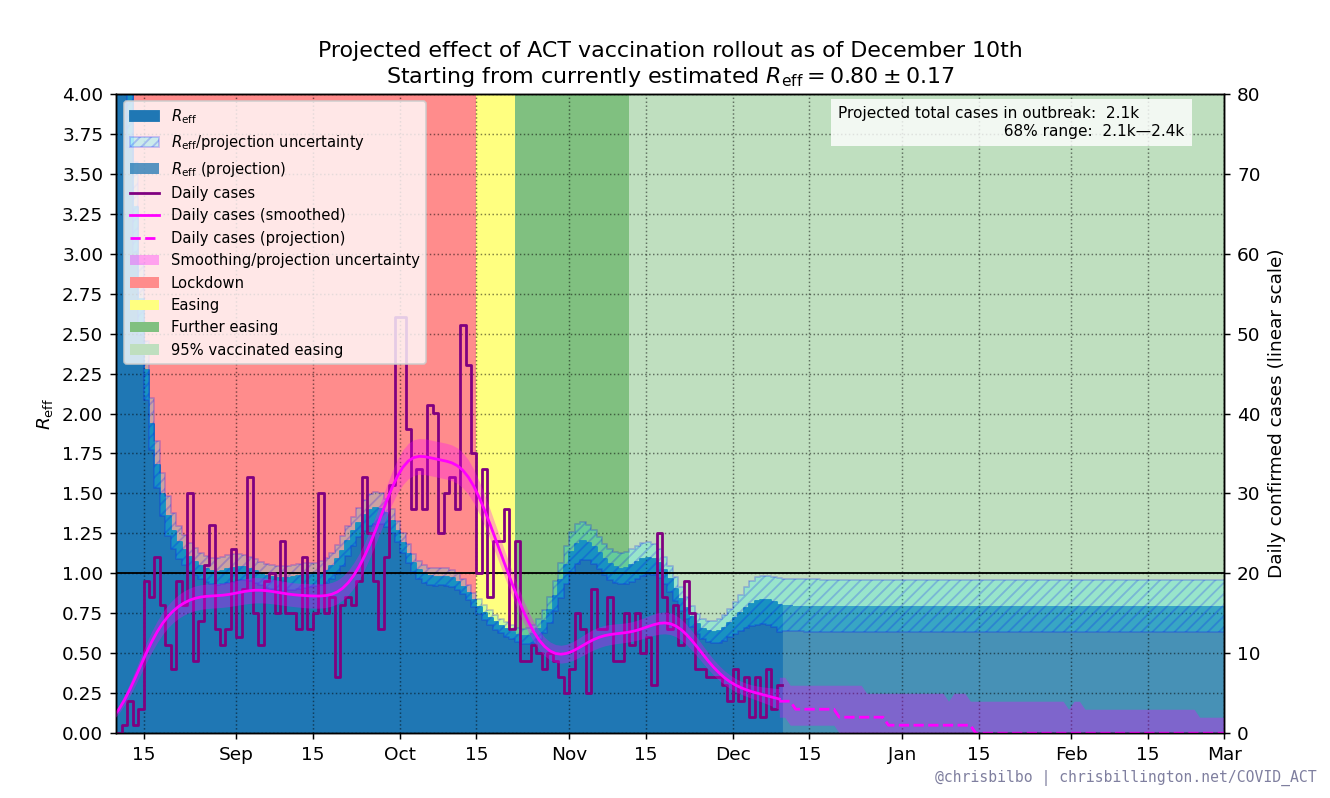 Projected effect of ACT vaccination rollout as of December 10th
Starting from currently estimated R_eff = 0.80 ± 0.17
4.00
3.75
3.50
3.25
3.00
2.75
2.50
2.25
2.00
1.75
1.50
1.25
1.00
0.75
0.50
0.25
0.00
R_eff
R_eff
R_eff/projection uncertainty
R_eff (projection)
Daily cases
Daily cases (smoothed)
Daily cases (projection)
Smoothing/projection uncertainty
Lockdown
Easing
Further easing
95% vaccinated easing
Projected total cases in outbreak: 2.1k
68% range: 2.1k—2.4k
80
70
60
50
40
30
20
10
0
Daily confirmed cases (linear scale)
15 Sep 15 Oct 15 Nov 15 Dec 15 Jan 15 Feb 15 Mar
@chrisbilbo | chrisbillington.net/COVID_ACT